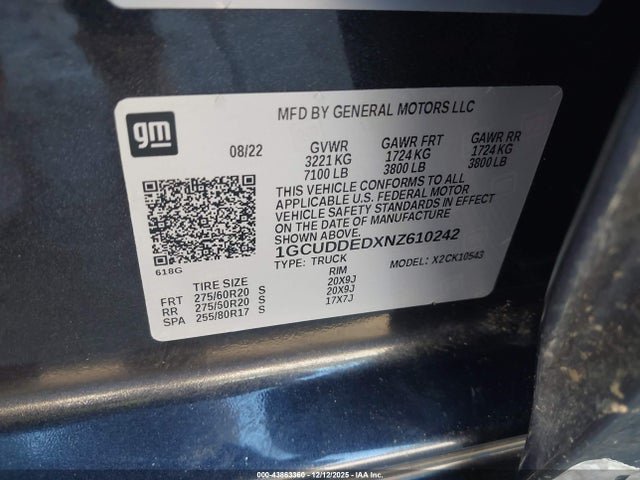 MFD BY GENERAL MOTORS LLC
gm
08/22 GVWR GAWR FRT GAWR RR
3221 KG 1724 KG 1724 KG
7100 LB 3800 LB 3800 LB
THIS VEHICLE CONFORMS TO ALL
APPLICABLE U.S. FEDERAL MOTOR
VEHICLE SAFETY STANDARDS IN EFFECT
ON THE DATE OF MANUFACTURE
SHOWN ABOVE.
1GCUDDEDXNZ610242
TYPE: TRUCK MODEL: X2CK10543
618G
TIRE SIZE RIM
FRT 275/60R20 S 20X9J
RR 275/60R20 S 20X9J
SPA 255/80R17 S 17X7J
000-43863360 - 12/12/2025 - IAA Inc.